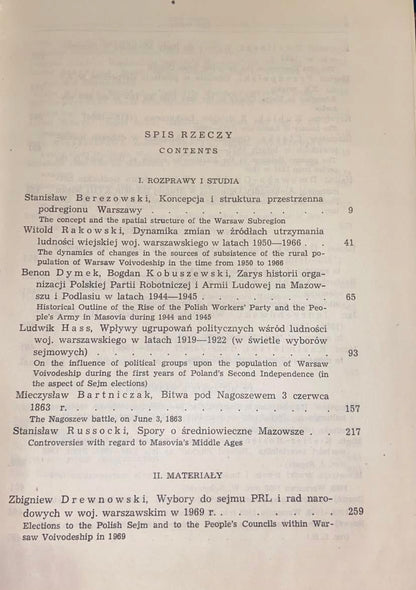 SPIS RZECZY
CONTENTS
I. ROZPRAWY I STUDIA
Stanisław Berezowski, Koncepcja i struktura przestrzenna
podregionu Warszawy . . . . . . . . . . . 9
The concept and the spatial structure of the Warsaw Subregion
Witold Rakowski, Dynamika zmian w źródłach utrzymania
ludności wiejskiej woj. warszawskiego w latach 1950—1966 . . 41
The dynamics of changes in the sources of subsistence of the rural po-
pulation of Warsaw Voivodeship in the time from 1950 to 1966
Benon Dymek, Bogdan Kobuszewski, Zarys historii orga-
nizacji Polskiej Partii Robotniczej i Armii Ludowej na Mazow-
szu i Podlasiu w latach 1944—1945 . . . . . . . 65
Historical Outline of the Rise of the Polish Workers' Party and the Peo-
ple's Army in Masovia during 1944 and 1945
Ludwik Hass, Wpływy ugrupowań politycznych wśród ludności
woj. warszawskiego w latach 1919—1922 (w świetle wyborów
sejmowych) . . . . . . . . . . . . . 93
On the influence of political groups upon the population of Warsaw
Voivodeship during the first years of Poland's Second Independence (in
the aspect of Sejm elections)
Mieczysław Bartniczak, Bitwa pod Nagoszewem 3 czerwca
1863 r. . . . . . . . . . . . . . . 157
The Nagoszew battle, on June 3, 1863
Stanisław Russocki, Spory o średniowieczne Mazowsze . . 217
Controversies with regard to Masovia's Middle Ages
II. MATERIAŁY
Zbigniew Drewnowski, Wybory do sejmu PRL i rad naro-
dowych w woj. warszawskim w 1969 r. . . . . . . . 259
Elections to the Polish Sejm and to the People's Councils within War-
saw Voivodeship in 1969